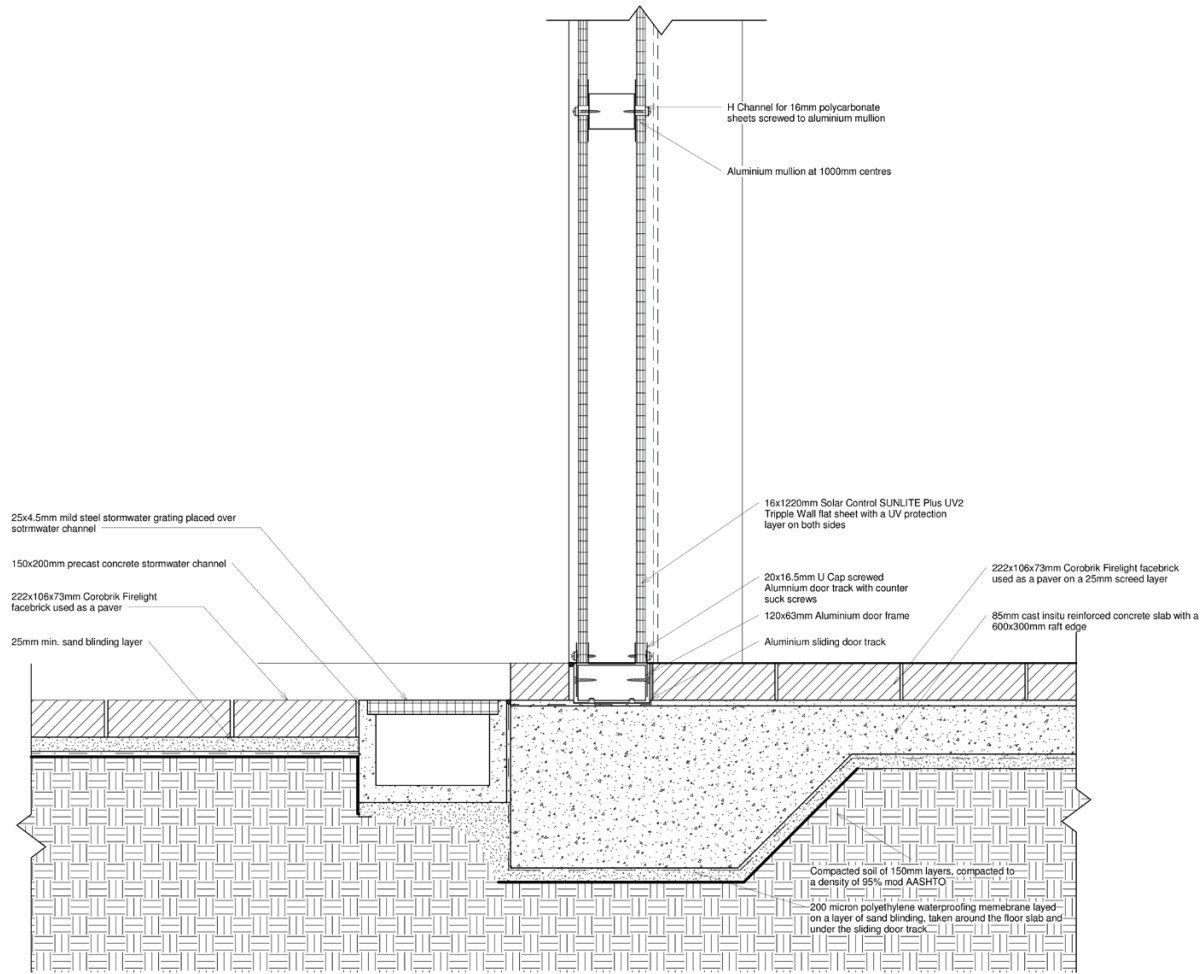 H Channel for 16mm polycarbonate
sheets screwed to aluminium mullion
Aluminium mullion at 1000mm centres
25x4.5mm mild steel stormwater grating placed over
sotrmwater channel
150x200mm precast concrete stormwater channel
222x106x73mm Corobrik Firelight
facebrick used as a paver
25mm min. sand blinding layer
16x1220mm Solar Control SUNLITE Plus UV2
Tripple Wall flat sheet with a UV protection
layer on both sides
20x16.5mm U Cap screwed
Alumnium door track with counter
suck screws
120x63mm Aluminium door frame
Aluminium sliding door track
222x106x73mm Corobrik Firelight facebrick
used as a paver on a 25mm screed layer
85mm cast insitu reinforced concrete slab with a
600x300mm raft edge
Compacted soil of 150mm layers, compacted to
a density of 95% mod AASHTO
200 micron polyethylene waterproofing memebrane layed
on a layer of sand blinding, taken around the floor slab and
under the sliding door track